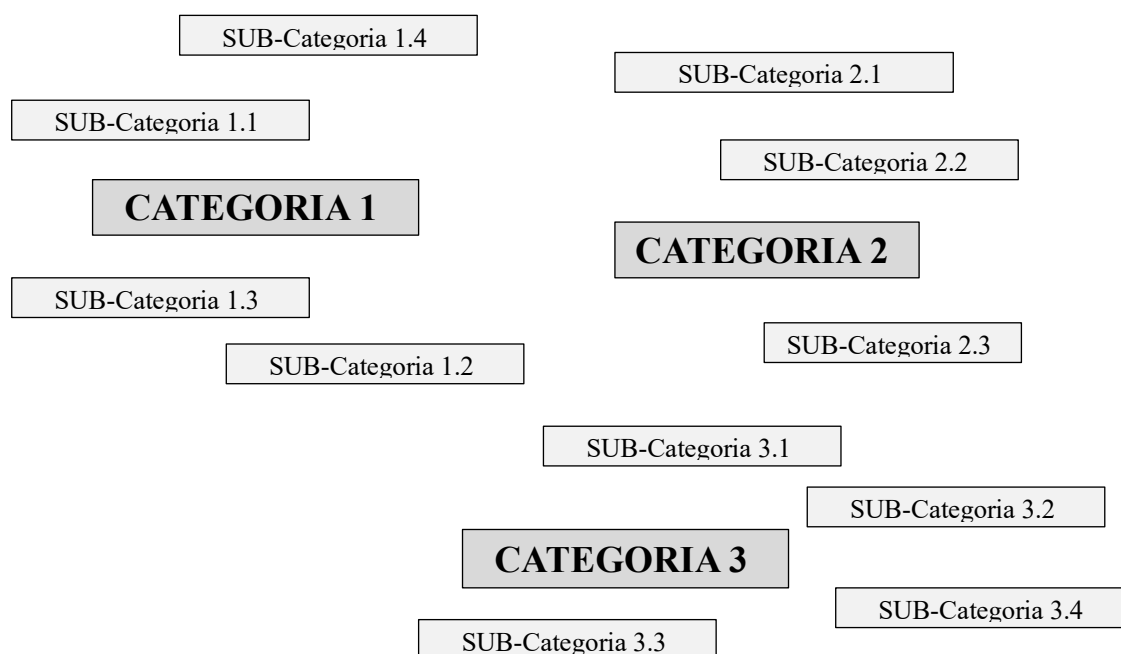 SUB-Categoria 1.4
SUB-Categoria 2.1
SUB-Categoria 1.1
SUB-Categoria 2.2
CATEGORIA 1
CATEGORIA 2
SUB-Categoria 1.3
SUB-Categoria 2.3
SUB-Categoria 1.2
SUB-Categoria 3.1
SUB-Categoria 3.2
CATEGORIA 3
SUB-Categoria 3.4
SUB-Categoria 3.3